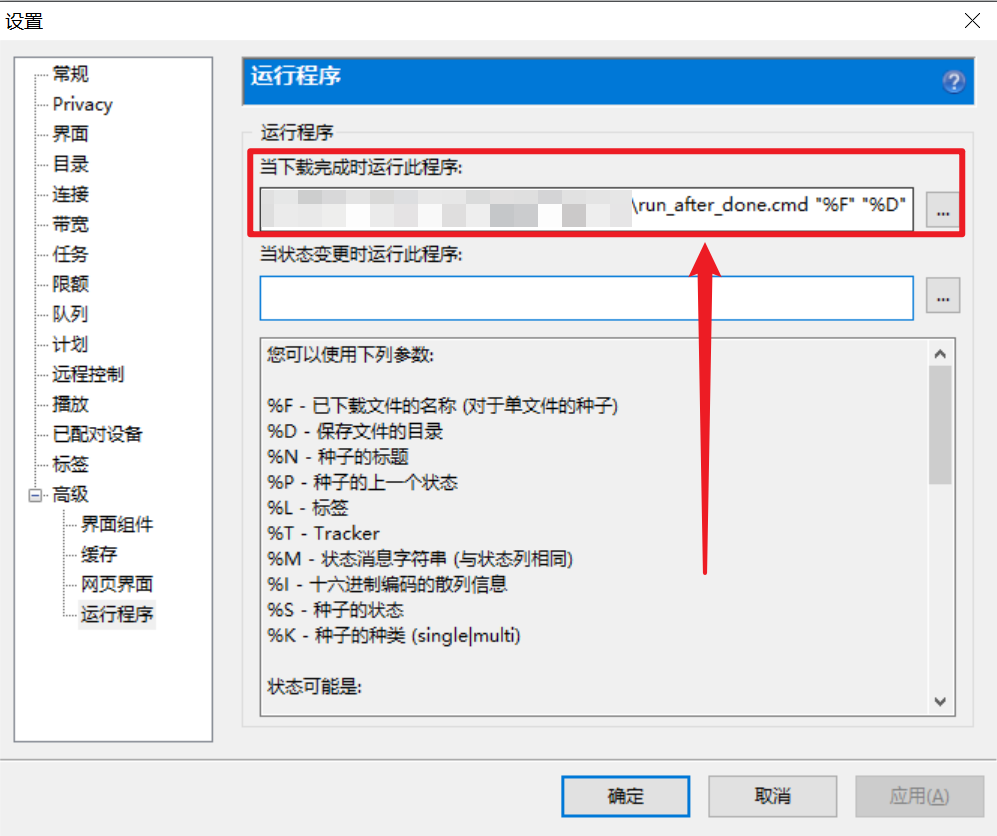 设置
常规
Privacy
界面
目录
连接
带宽
任务
限额
队列
计划
远程控制
播放
已配对设备
标签
高级
界面组件
缓存
网页界面
运行程序
运行程序
运行程序
当下载完成时运行此程序:
\run_after_done.cmd "%F" "%D"
...
当状态变更时运行此程序:
...
您可以使用下列参数:
%F - 已下载文件的名称 (对于单文件的种子)
%D - 保存文件的目录
%N - 种子的标题
%P - 种子的上一个状态
%L - 标签
%T - Tracker
%M - 状态消息字符串 (与状态列相同)
%I - 十六进制编码的散列信息
%S - 种子的状态
%K - 种子的种类 (single|multi)
状态可能是:
确定
取消
应用(A)